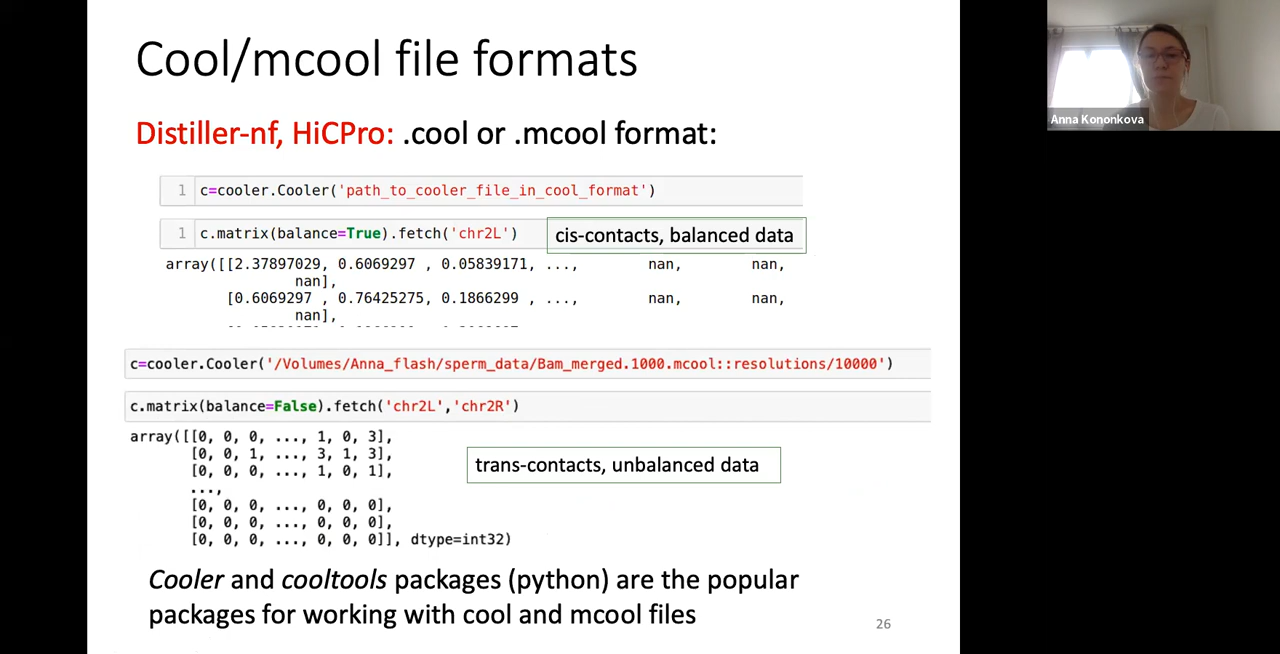 Cool/mcool file formats
Anna Kononkova
Distiller-nf, HiCPro: .cool or .mcool format:
1 c=cooler.Cooler('path_to_cooler_file_in_cool_format')
1 c.matrix(balance=True).fetch('chr2L')
cis-contacts, balanced data
array([[2.37897029, 0.6069297 , 0.05839171, ..., nan, nan,
nan],
[0.6069297 , 0.76425275, 0.1866299 , ..., nan, nan,
nan],
c=cooler.Cooler('/Volumes/Anna_flash/sperm_data/Bam_merged.1000.mcool::resolutions/10000')
c.matrix(balance=False).fetch('chr2L','chr2R')
array([[0, 0, 0, ..., 1, 0, 3],
[0, 0, 1, ..., 3, 1, 3],
[0, 0, 0, ..., 1, 0, 1],
...,
[0, 0, 0, ..., 0, 0, 0],
[0, 0, 0, ..., 0, 0, 0],
[0, 0, 0, ..., 0, 0, 0]], dtype=int32)
trans-contacts, unbalanced data
Cooler and cooltools packages (python) are the popular
packages for working with cool and mcool files
26